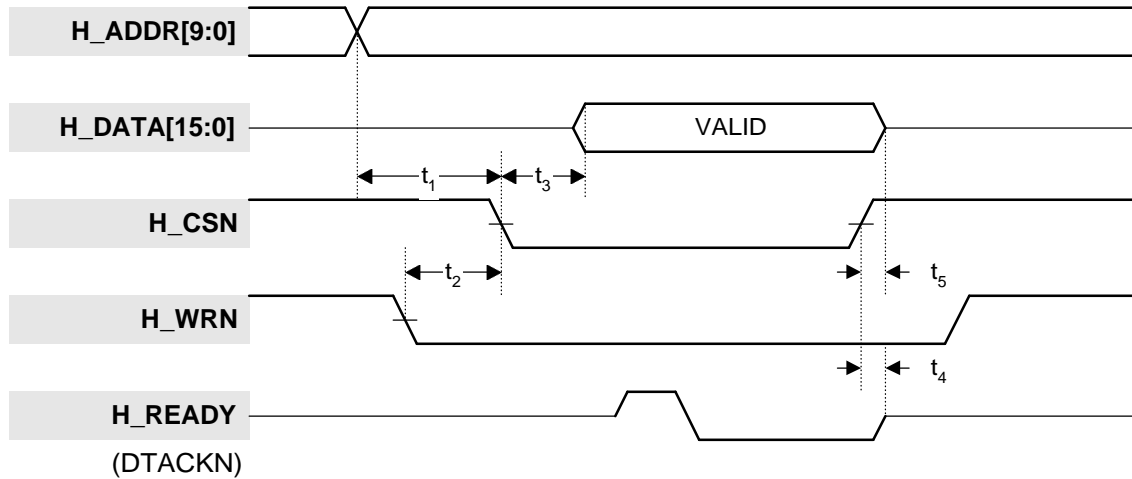 H_ADDR[9:0]
H_DATA[15:0]
VALID
t1
t3
H_CSN
t2
t5
H_WRN
t4
H_READY
(DTACKN)